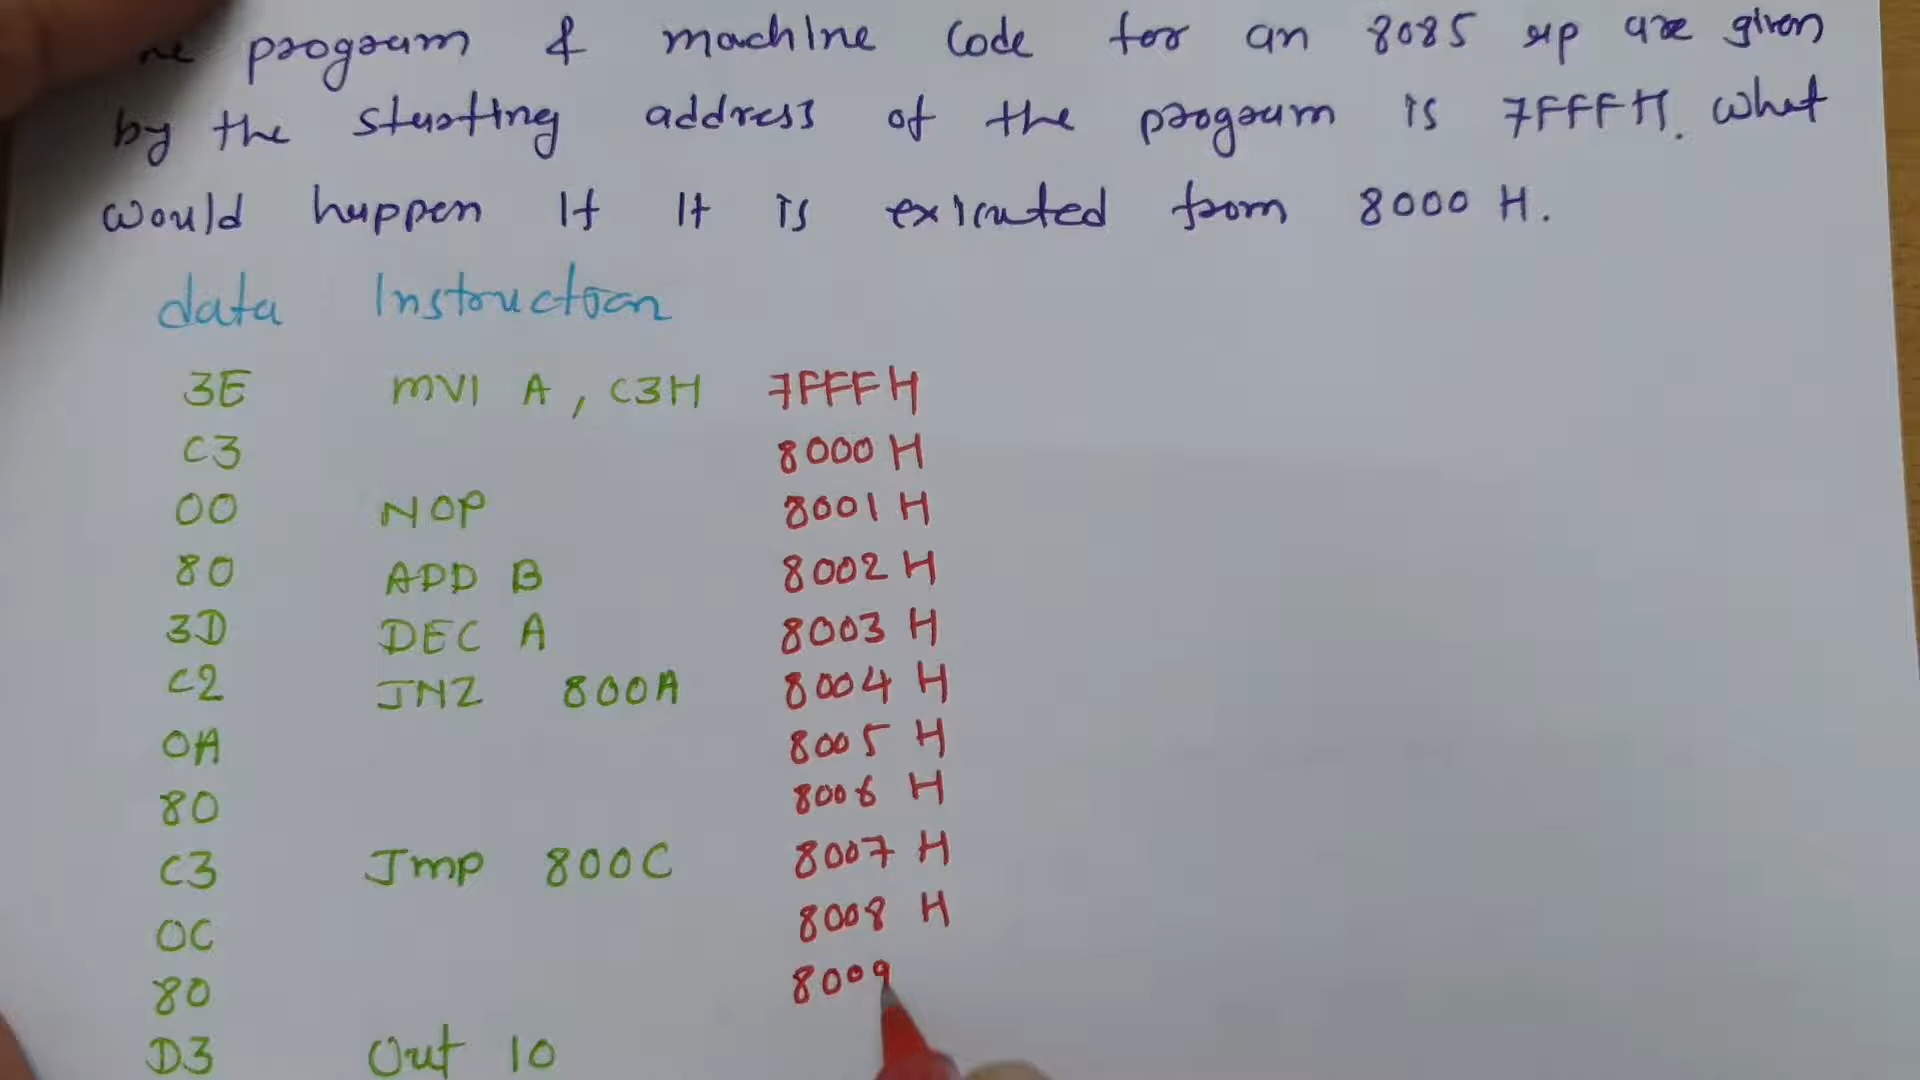 program & machine code for an 8085 μp are given
by the starting address of the program is 7FFFH. What
would happen If It is exicuted from 8000 H.
data Instruction
3E MVI A, C3H 7FFFH
C3 8000 H
00 NOP 8001 H
80 ADD B 8002 H
3D DEC A 8003 H
C2 JNZ 800A 8004 H
0A 8005 H
80 8006 H
C3 Jmp 800C 8007 H
0C 8008 H
80 8009
D3 Out 10